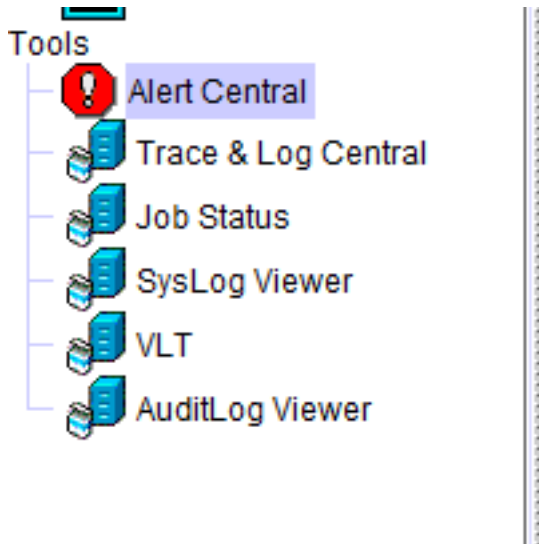 Tools
Alert Central
Trace & Log Central
Job Status
SysLog Viewer
VLT
AuditLog Viewer